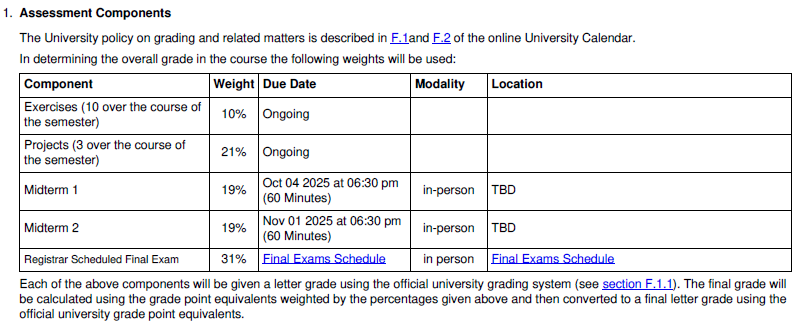 1. Assessment Components
The University policy on grading and related matters is described in F.1and F.2 of the online University Calendar.
In determining the overall grade in the course the following weights will be used:
Component Weight Due Date Modality Location
Exercises (10 over the course of
the semester) 10% Ongoing
Projects (3 over the course of
the semester) 21% Ongoing
Midterm 1 19% Oct 04 2025 at 06:30 pm
(60 Minutes) in-person TBD
Midterm 2 19% Nov 01 2025 at 06:30 pm
(60 Minutes) in-person TBD
Registrar Scheduled Final Exam 31% Final Exams Schedule in person Final Exams Schedule
Each of the above components will be given a letter grade using the official university grading system (see section F.1.1). The final grade will
be calculated using the grade point equivalents weighted by the percentages given above and then converted to a final letter grade using the
official university grade point equivalents.